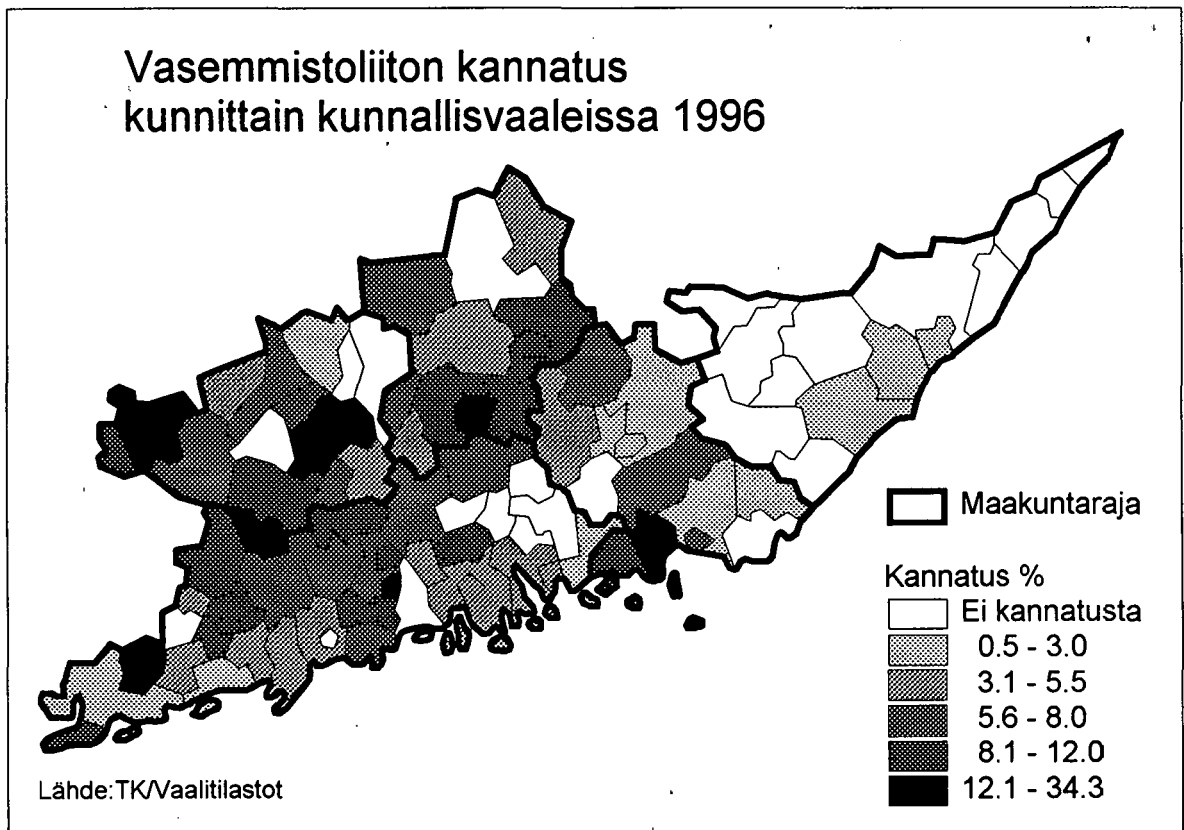 Vasemmistoliiton kannatus
kunnittain kunnallisvaaleissa 1996
Maakuntaraja
Kannatus %
Ei kannatusta
0.5 - 3.0
3.1 - 5.5
5.6 - 8.0
8.1 - 12.0
12.1 - 34.3
Lähde:TK/Vaalitilastot